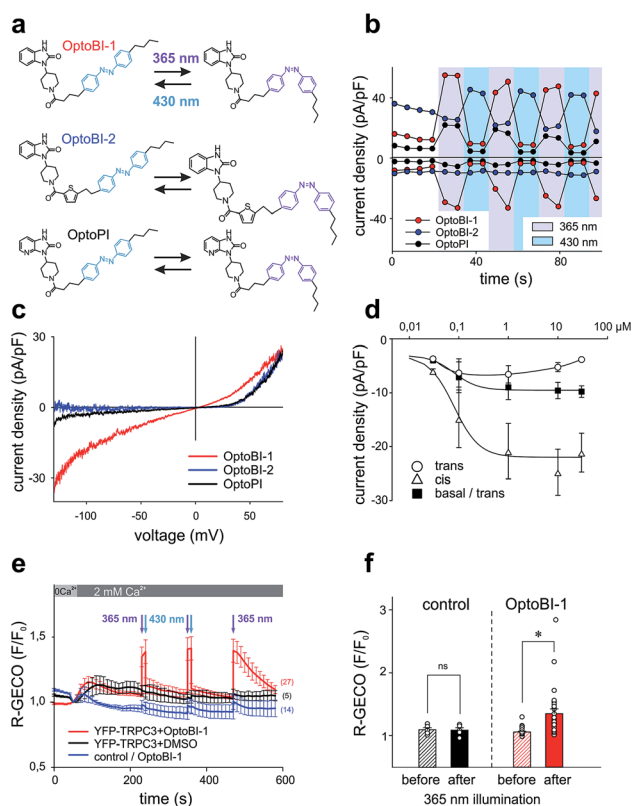 a
OptoBI-1
365 nm
430 nm
HN
O
N
N
O
N=N
HN
O
N
N
O
N=N
OptoBI-2
HN
O
N
N
O
S
N=N
HN
O
N
N
O
S
N=N
OptoPI
HN
O
N
N
N
O
N=N
HN
O
N
N
N
O
N=N
b
current density (pA/pF)
40
0
-40
0 40 80
time (s)
OptoBI-1
OptoBI-2
OptoPI
365 nm
430 nm
c
current density (pA/pF)
30
0
-30
-100 -50 0 50
voltage (mV)
OptoBI-1
OptoBI-2
OptoPI
d
0,01 0,1 1 10 100 µM
current density (pA/pF)
0
-10
-20
-30
trans
cis
basal / trans
e
0Ca²⁺ 2 mM Ca²⁺
R-GECO (F/F₀)
1,5
1,0
0,5
365 nm 430 nm 365 nm
(27)
(5)
(14)
YFP-TRPC3+OptoBI-1
YFP-TRPC3+DMSO
control / OptoBI-1
0 200 400 600
time (s)
f
R-GECO (F/F₀)
3
2
1
control OptoBI-1
ns
*
before after before after
365 nm illumination